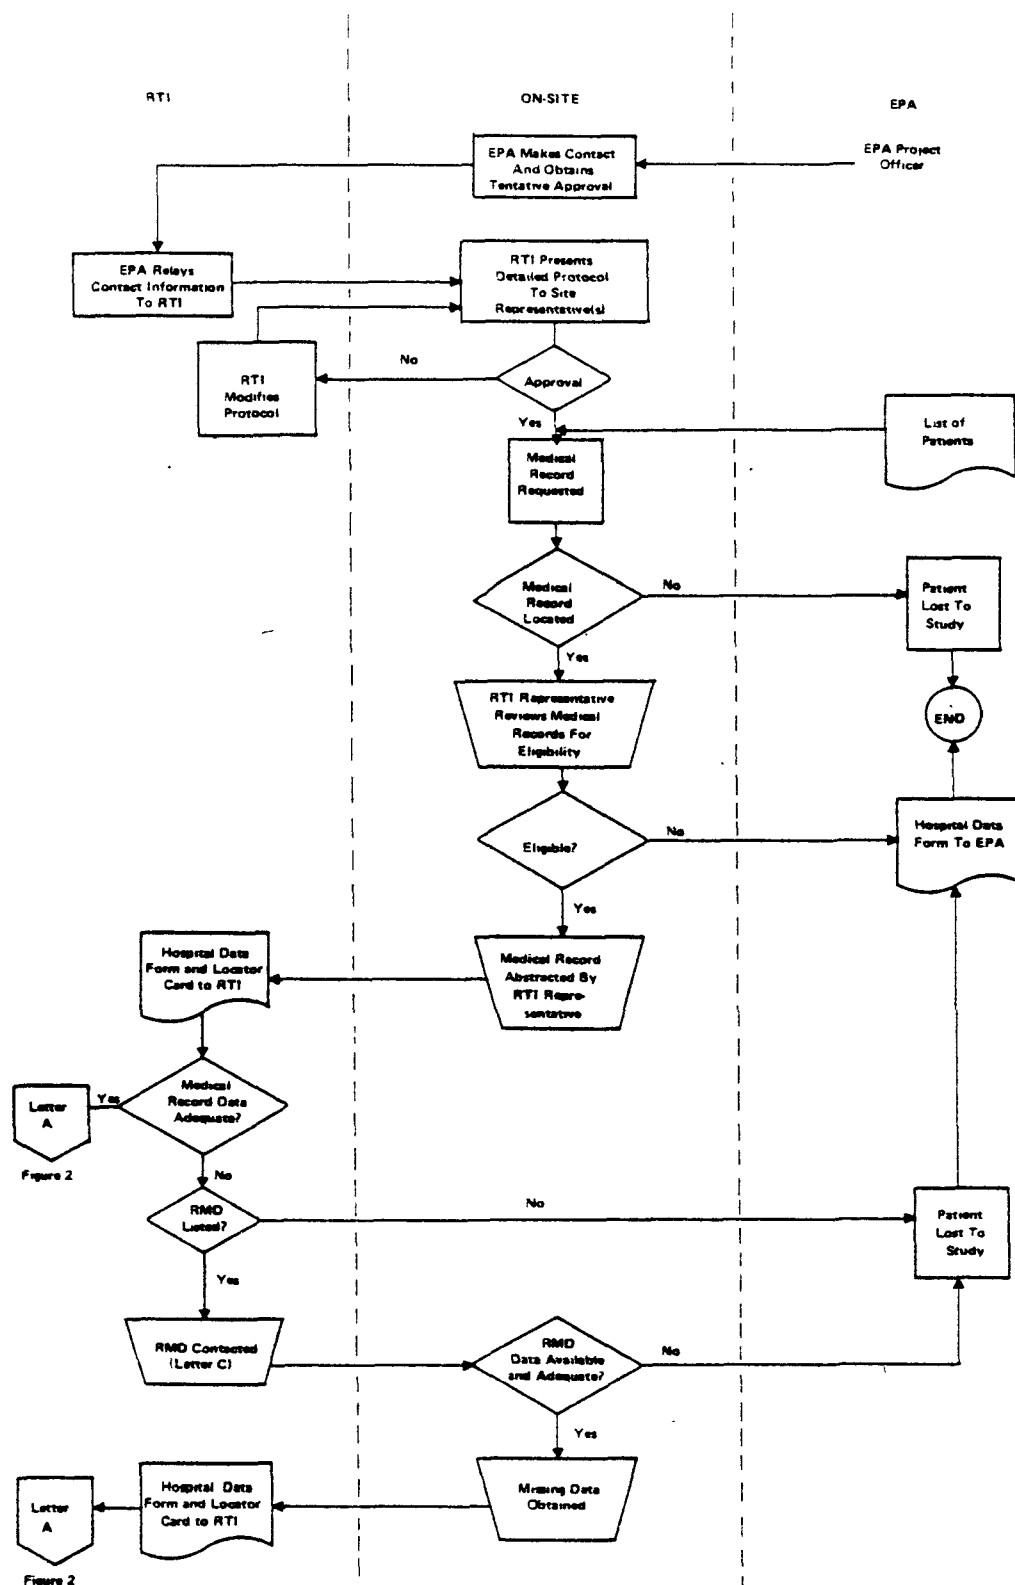 RTI
ON-SITE
EPA
EPA Makes Contact
And Obtains
Tentative Approval
EPA Project
Officer
EPA Relays
Contact Information
To RTI
RTI Presents
Detailed Protocol
To Site
Representative(s)
RTI
Modifies
Protocol
No
Approval
Yes
List of
Patients
Medical
Record
Requested
Medical
Record
Located
No
Patient
Lost To
Study
Yes
RTI Representative
Reviews Medical
Records For
Eligibility
END
Eligible?
No
Hospital Data
Form To EPA
Yes
Hospital Data
Form and Locator
Card to RTI
Medical Record
Abstracted By
RTI Repre-
sentative
Letter
A
Yes
Medical
Record Data
Adequate?
Figure 2
No
RMD
Listed?
No
Patient
Lost To
Study
Yes
RMD Contacted
(Letter C)
RMD
Data Available
and Adequate?
No
Yes
Letter
A
Hospital Data
Form and Locator
Card to RTI
Missing Data
Obtained
Figure 2